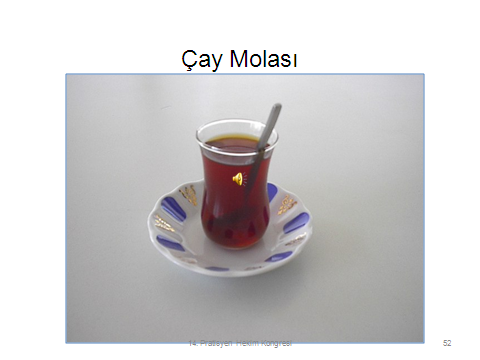 Çay Molası
14. Pratisyen Hekim Kongresi
52